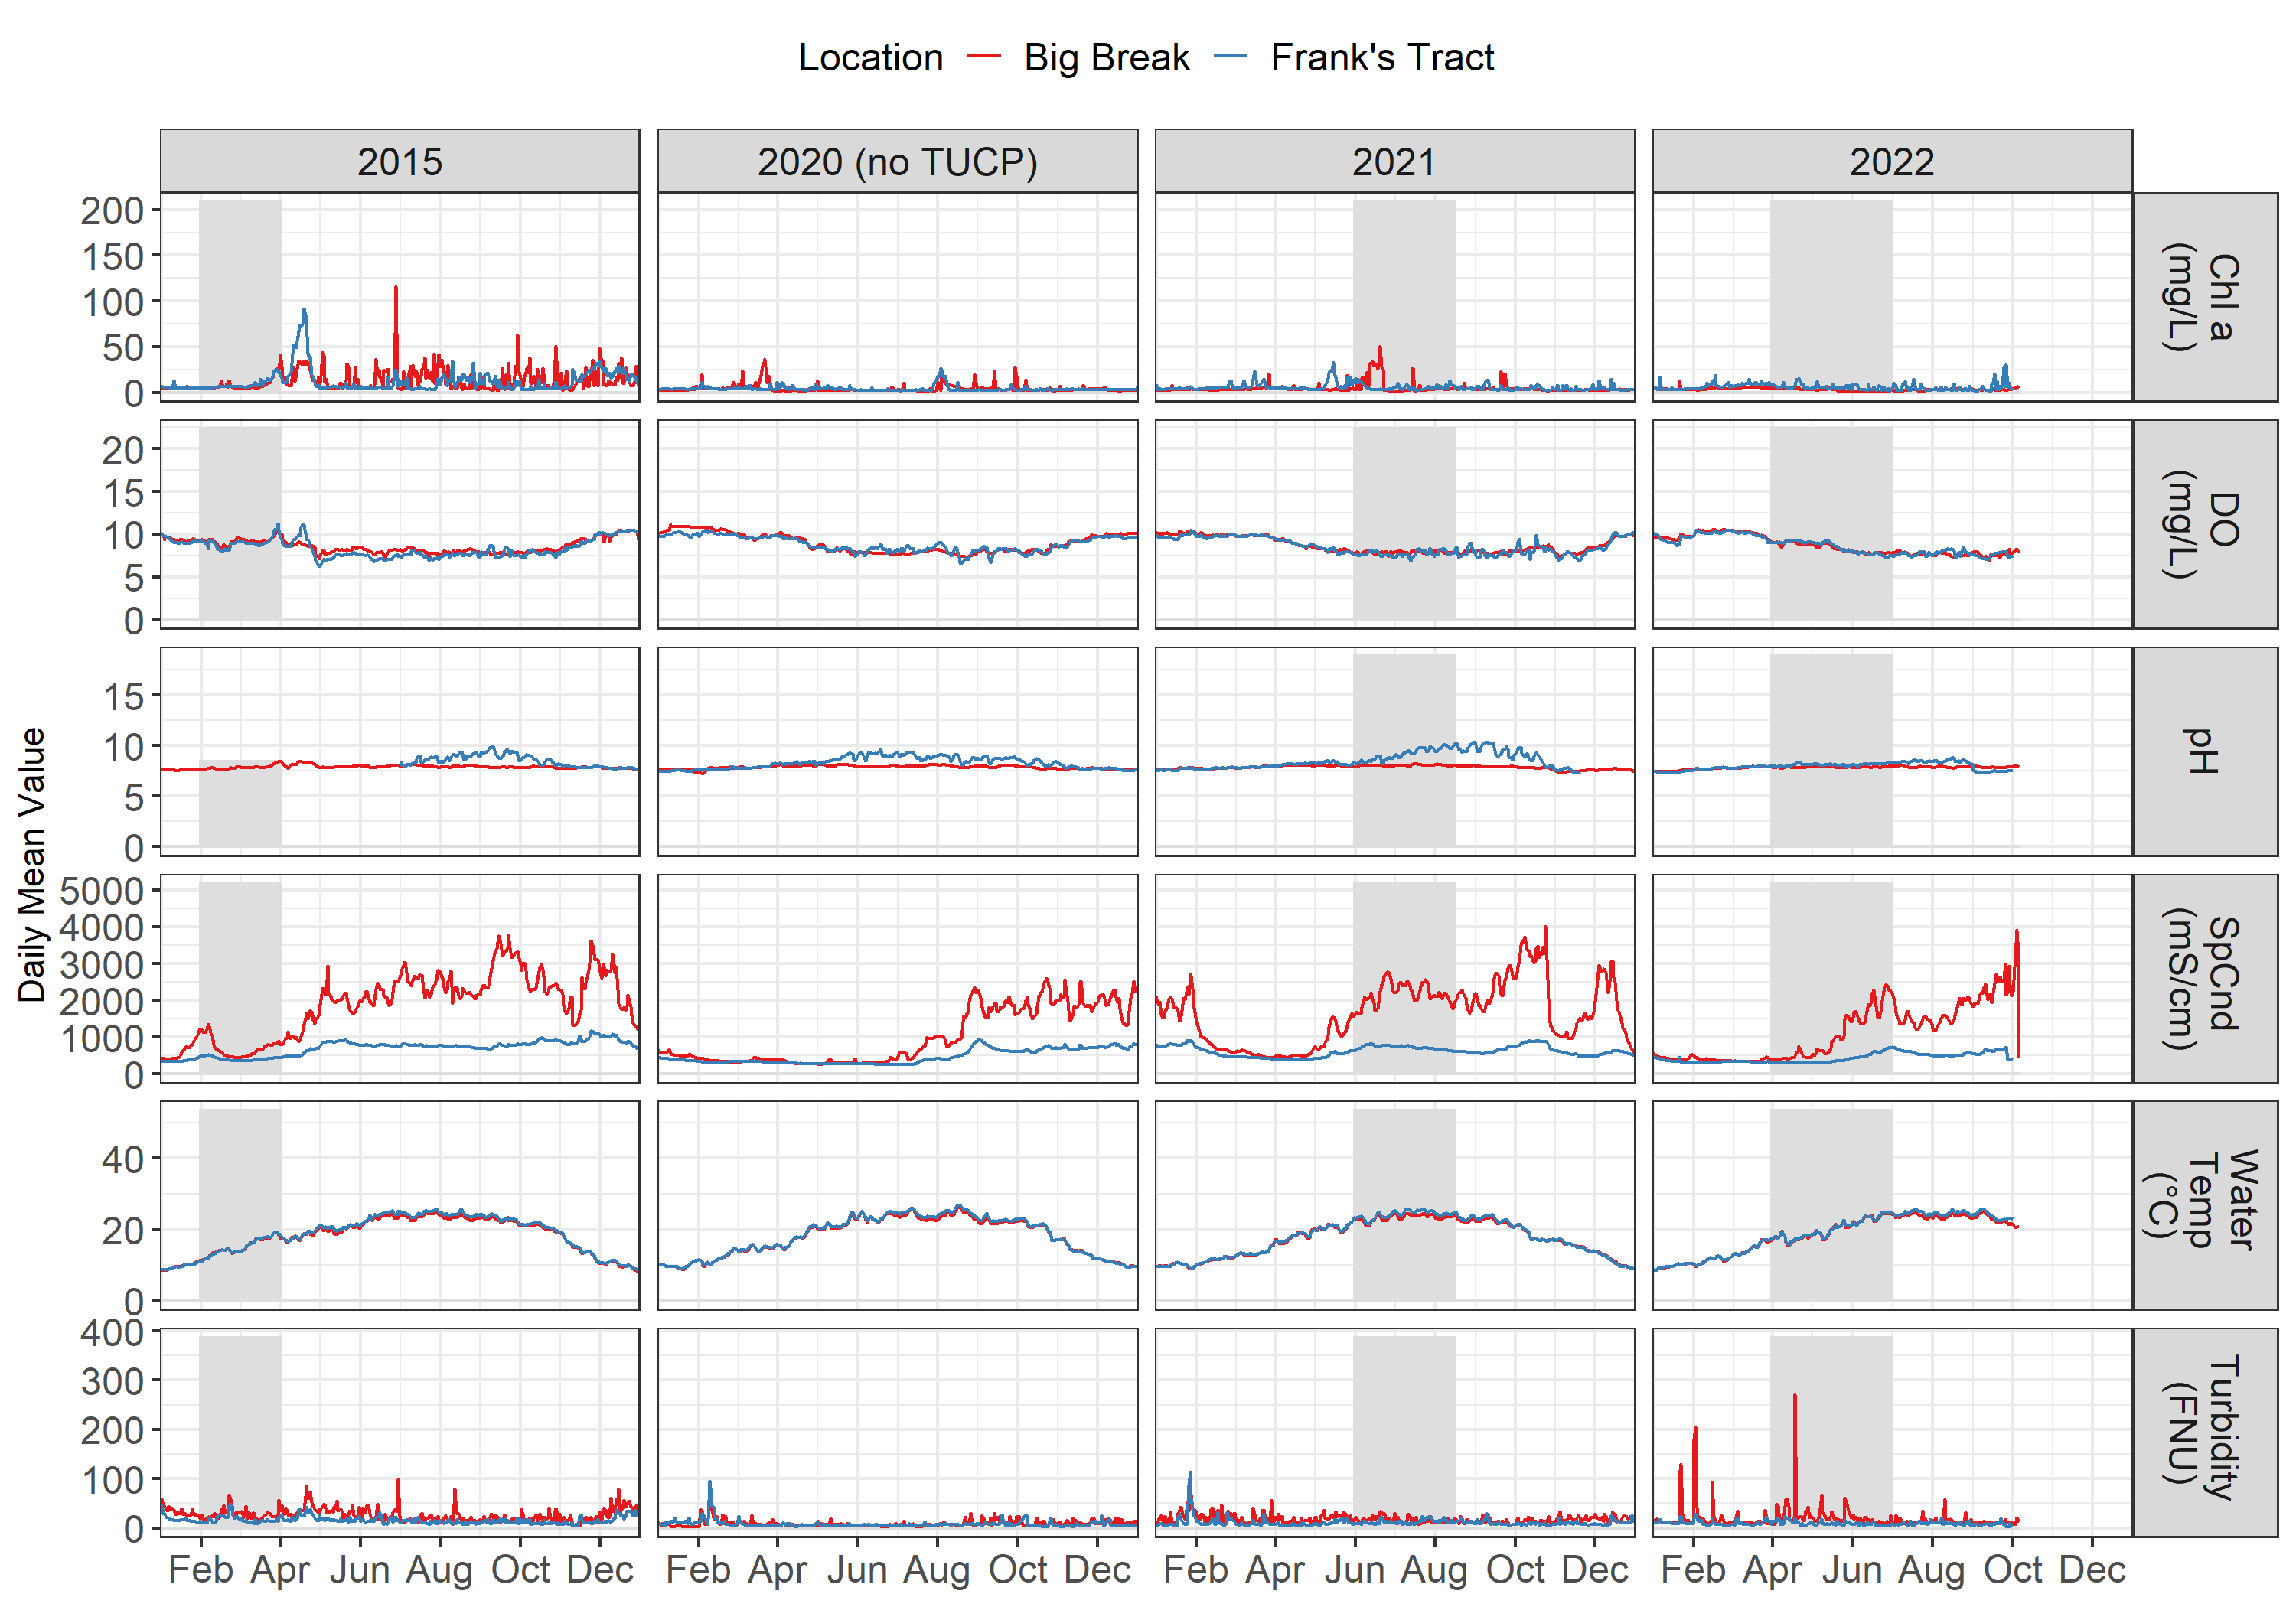 Location Big Break Frank's Tract
2015 2020 (no TUCP) 2021 2022
Daily Mean Value
200
150
100
50
0
Chl a
(mg/L)
20
15
10
5
0
DO
(mg/L)
15
10
5
0
pH
5000
4000
3000
2000
1000
0
SpCnd
(mS/cm)
40
20
0
Water
Temp
(°C)
400
300
200
100
0
Turbidity
(FNU)
Feb Apr Jun Aug Oct Dec Feb Apr Jun Aug Oct Dec Feb Apr Jun Aug Oct Dec Feb Apr Jun Aug Oct Dec